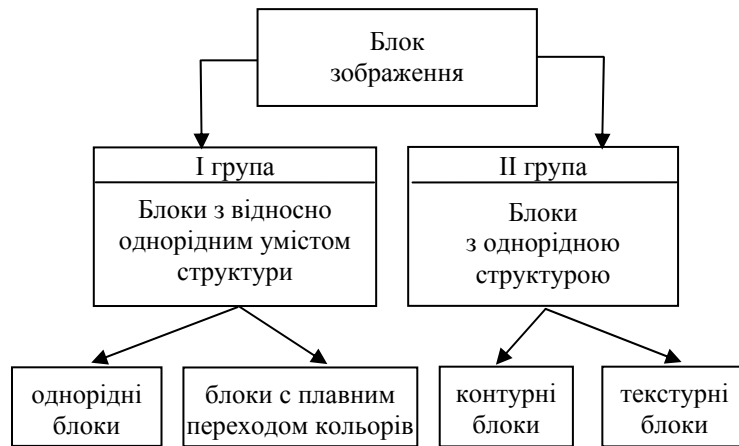 Блок
зображення
І група
Блоки з відносно
однорідним умістом
структури
ІІ група
Блоки
з однорідною
структурою
однорідні
блоки
блоки с плавним
переходом кольорів
контурні
блоки
текстурні
блоки